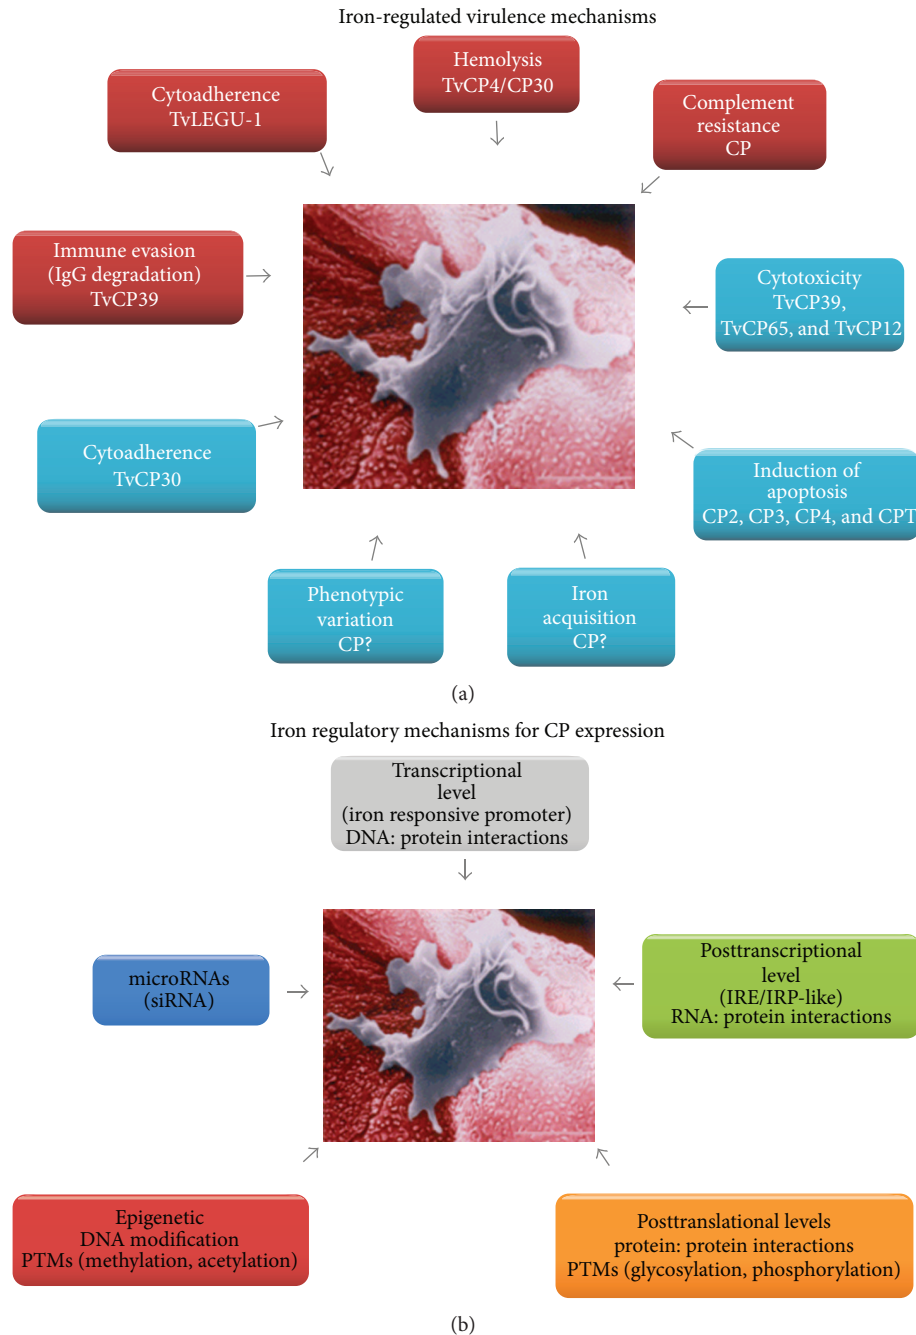 Iron-regulated virulence mechanisms
Hemolysis
TvCP4/CP30
Cytoadherence
TvLEGU-1
Complement
resistance
CP
Immune evasion
(IgG degradation)
TvCP39
Cytotoxicity
TvCP39,
TvCP65, and TvCP12
Cytoadherence
TvCP30
Induction of
apoptosis
CP2, CP3, CP4, and CPT
Phenotypic
variation
CP?
Iron
acquisition
CP?
(a)
Iron regulatory mechanisms for CP expression
Transcriptional
level
(iron responsive promoter)
DNA: protein interactions
microRNAs
(siRNA)
Posttranscriptional
level
(IRE/IRP-like)
RNA: protein interactions
Epigenetic
DNA modification
PTMs (methylation, acetylation)
Posttranslational levels
protein: protein interactions
PTMs (glycosylation, phosphorylation)
(b)